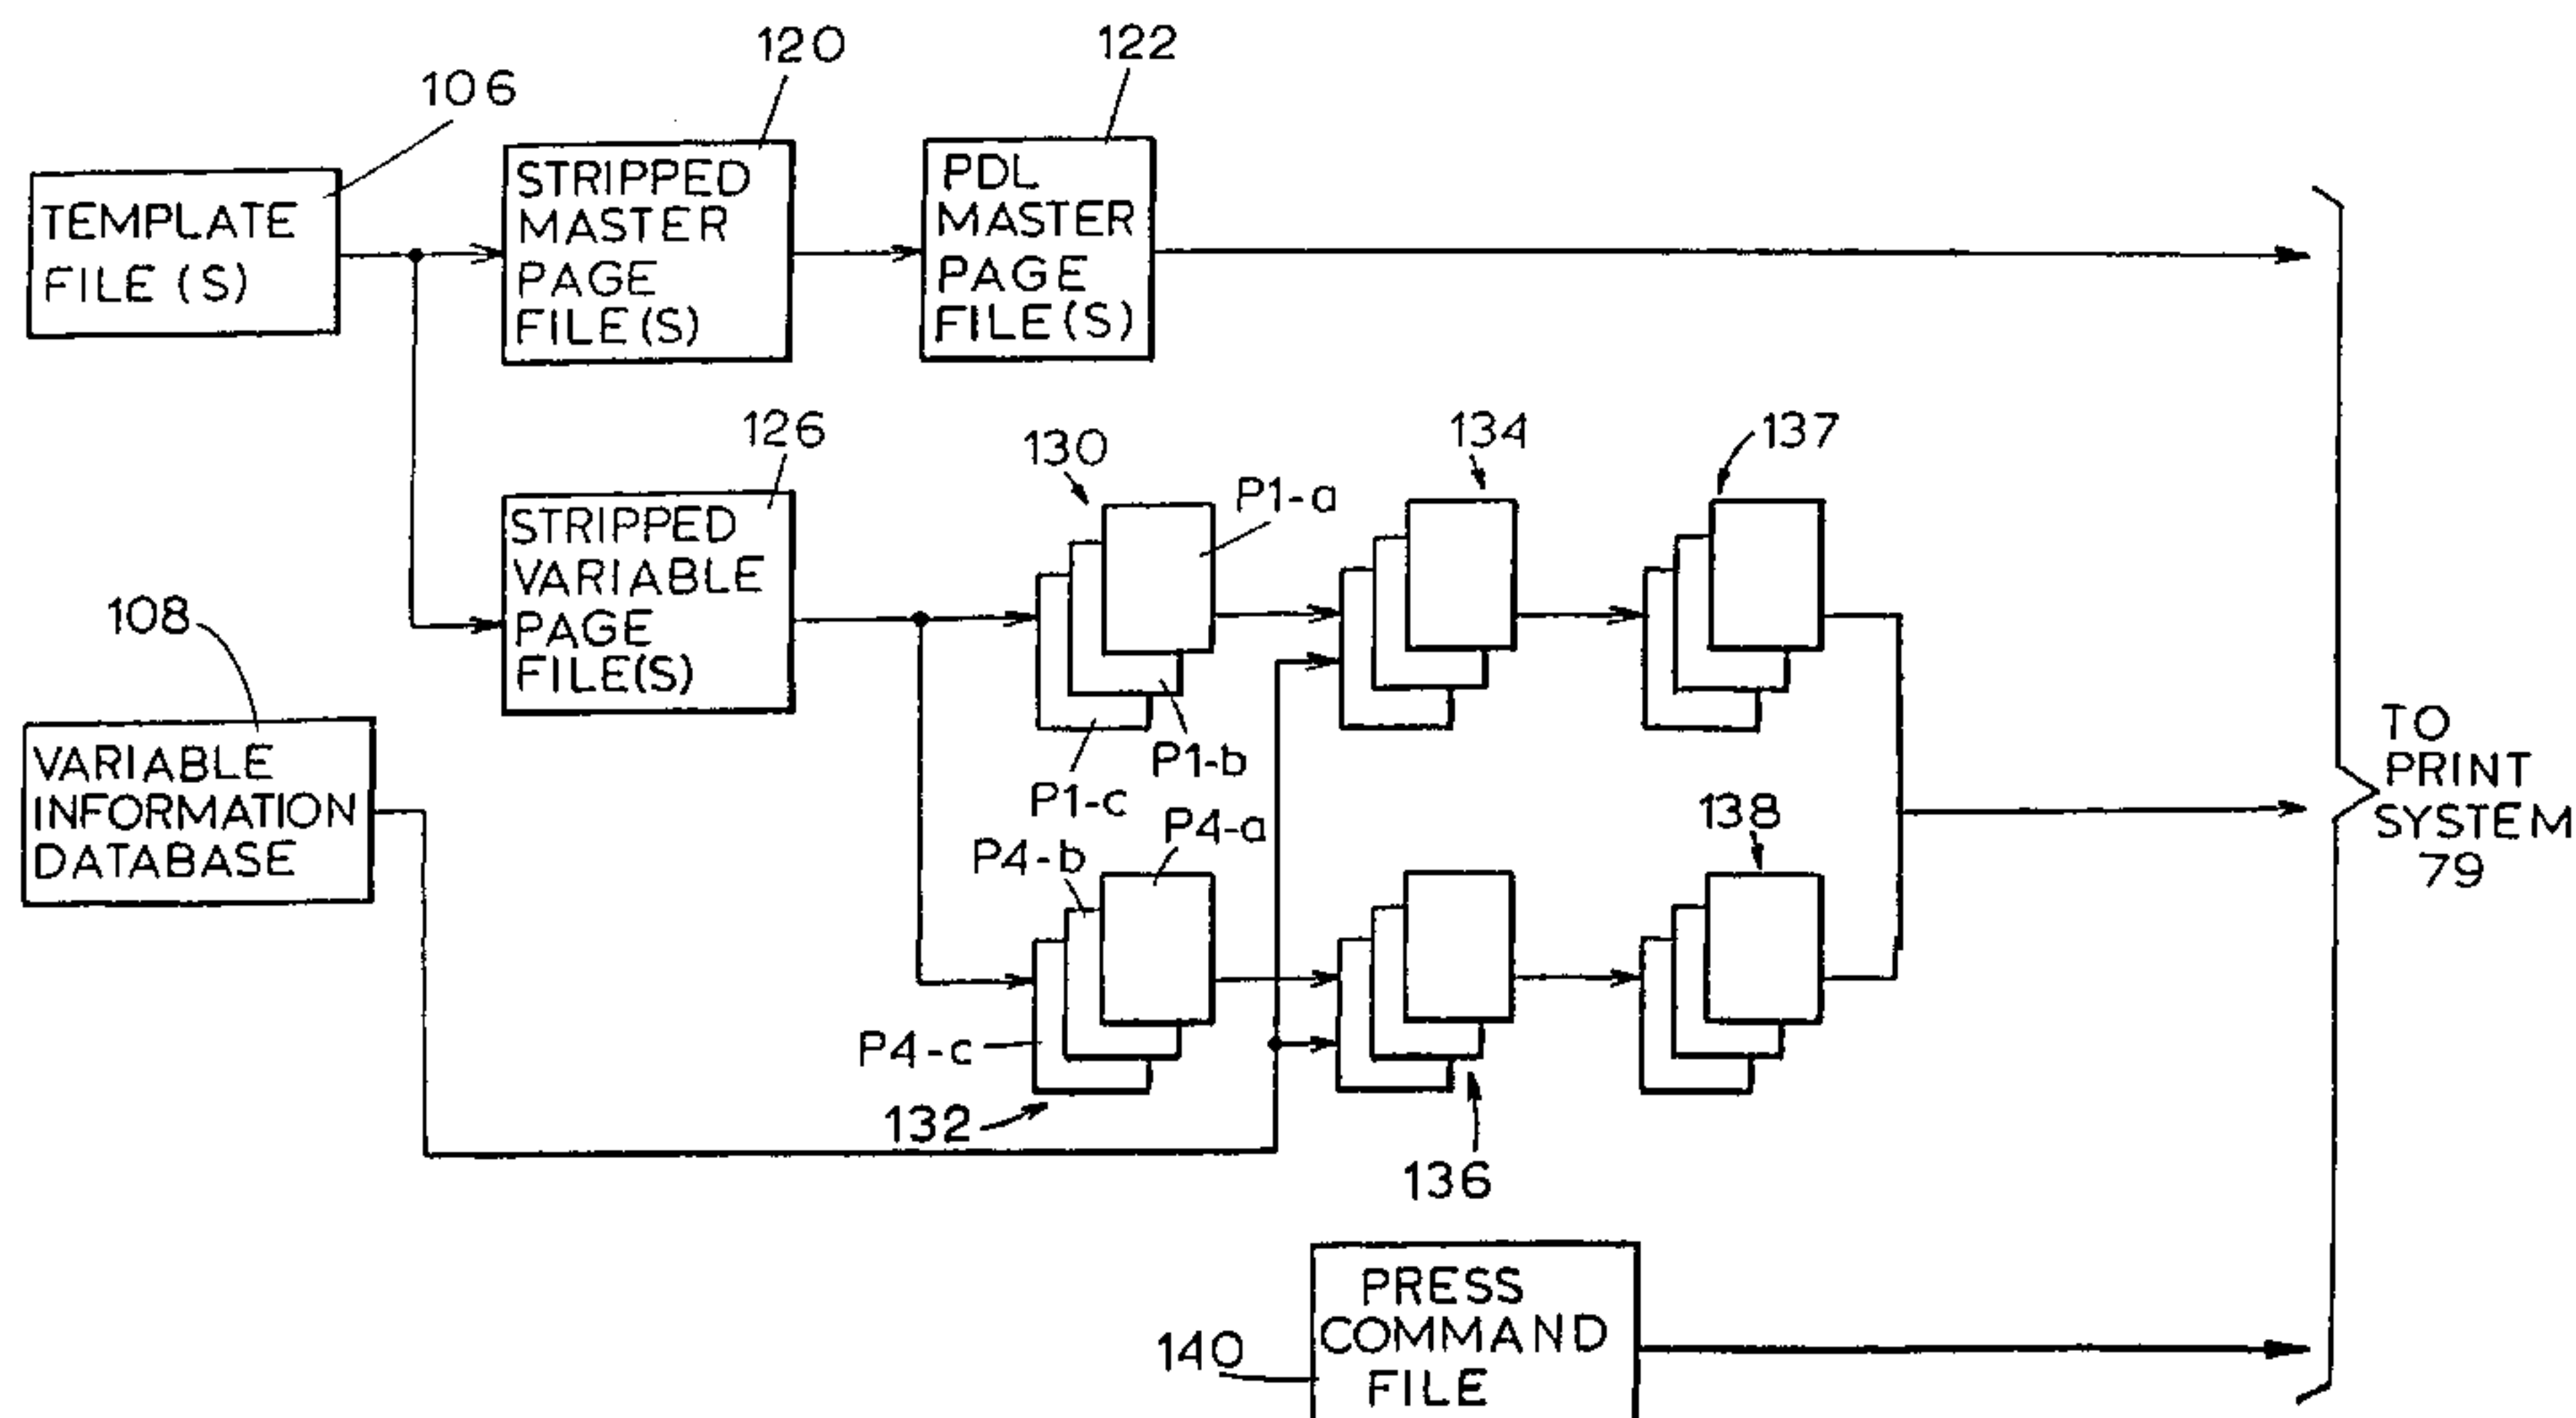 120
122
106
TEMPLATE
FILE(S)
STRIPPED
MASTER
PAGE
FILE(S)
PDL
MASTER
PAGE
FILE(S)
126
STRIPPED
VARIABLE
PAGE
FILE(S)
130
P1-a
P1-b
P1-c
134
137
108
VARIABLE
INFORMATION
DATABASE
P4-a
P4-b
P4-c
132
136
138
TO
PRINT
SYSTEM
79
140
PRESS
COMMAND
FILE